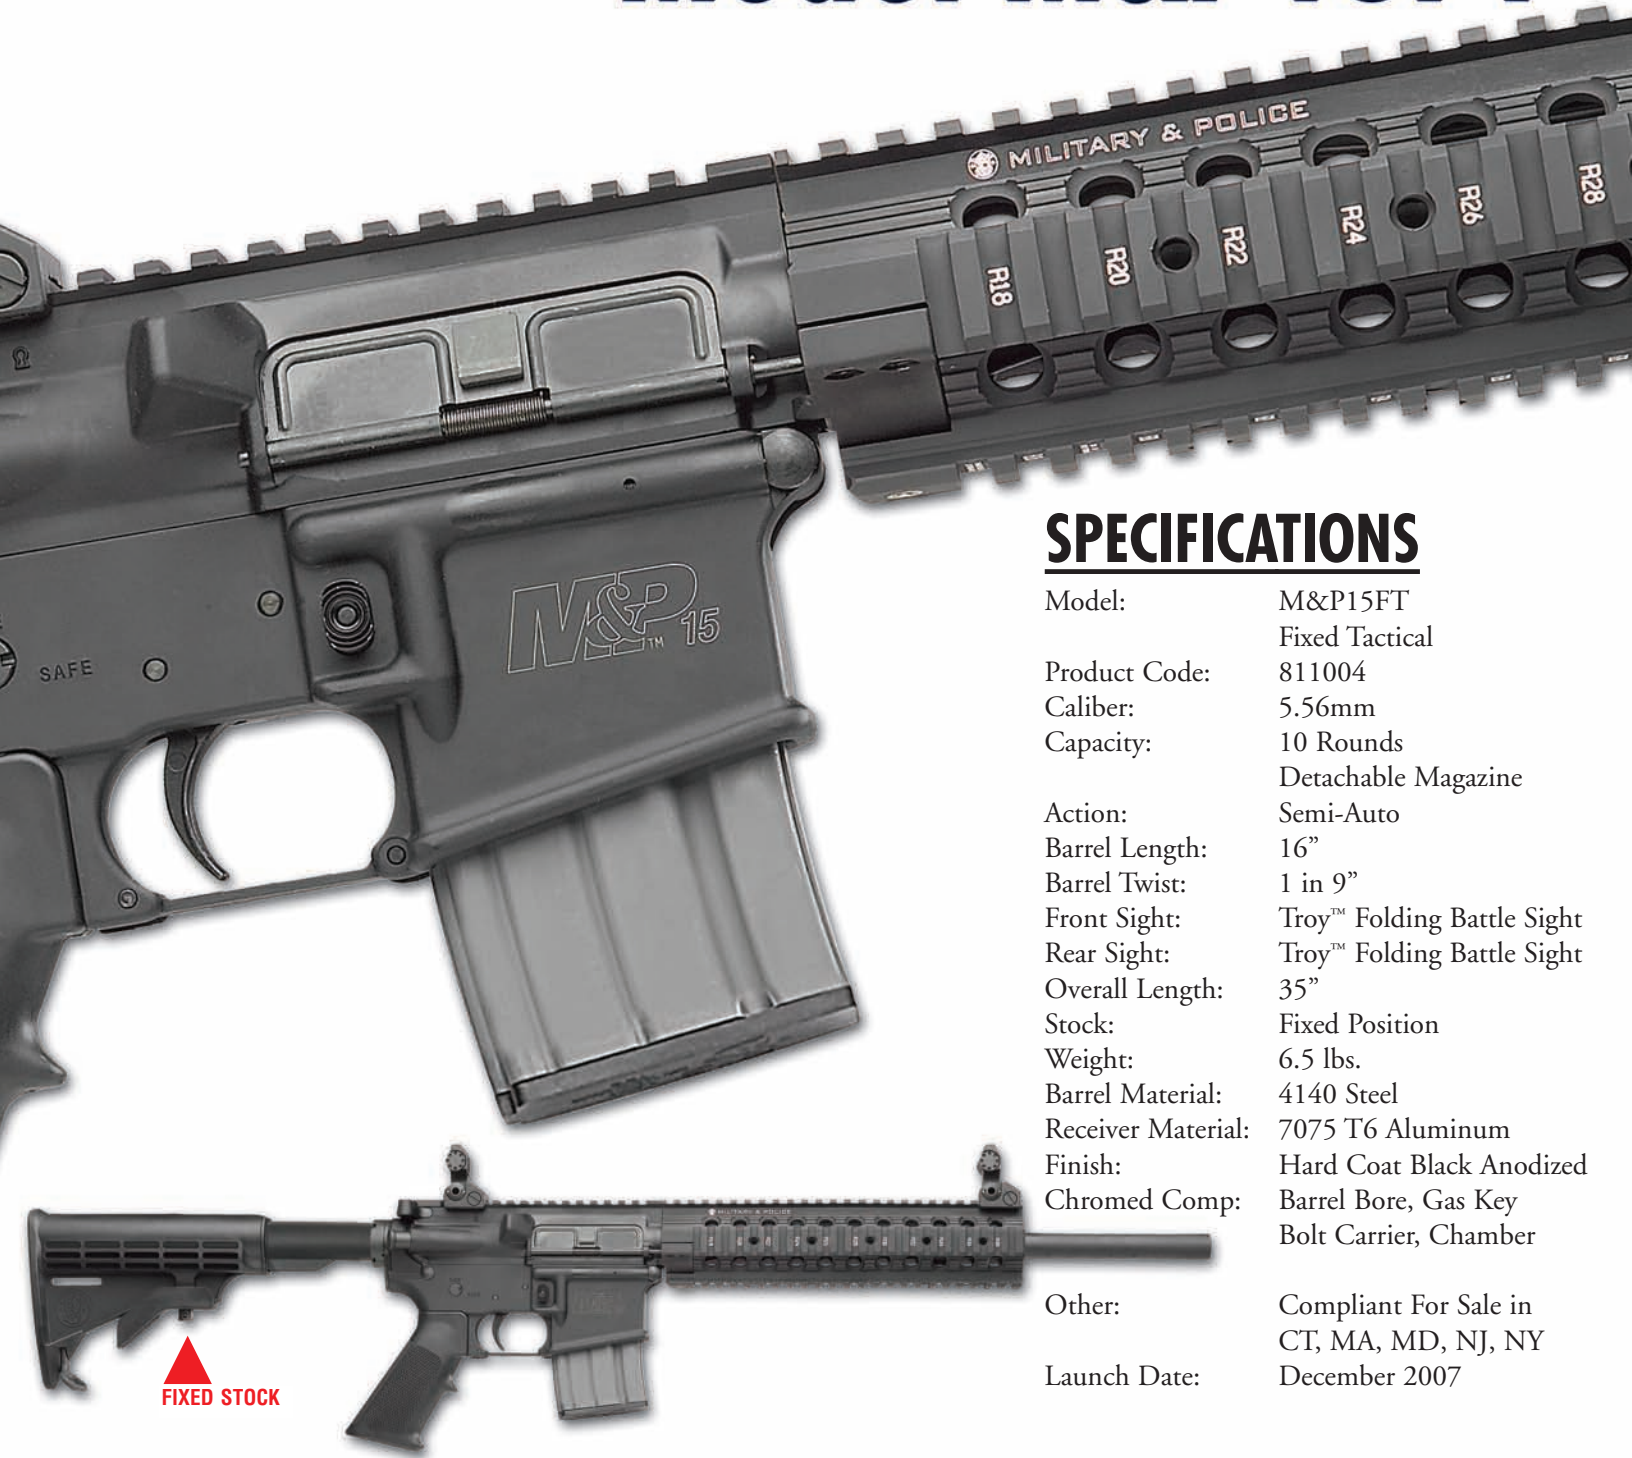 MILITARY & POLICE
R18 R20 R22 R24 R26 R28
M&P™ 15
SAFE
SPECIFICATIONS
Model: M&P15FT
Fixed Tactical
Product Code: 811004
Caliber: 5.56mm
Capacity: 10 Rounds
Detachable Magazine
Action: Semi-Auto
Barrel Length: 16”
Barrel Twist: 1 in 9”
Front Sight: Troy™ Folding Battle Sight
Rear Sight: Troy™ Folding Battle Sight
Overall Length: 35”
Stock: Fixed Position
Weight: 6.5 lbs.
Barrel Material: 4140 Steel
Receiver Material: 7075 T6 Aluminum
Finish: Hard Coat Black Anodized
Chromed Comp: Barrel Bore, Gas Key
Bolt Carrier, Chamber
Other: Compliant For Sale in
CT, MA, MD, NJ, NY
Launch Date: December 2007
MILITARY & POLICE
FIXED STOCK